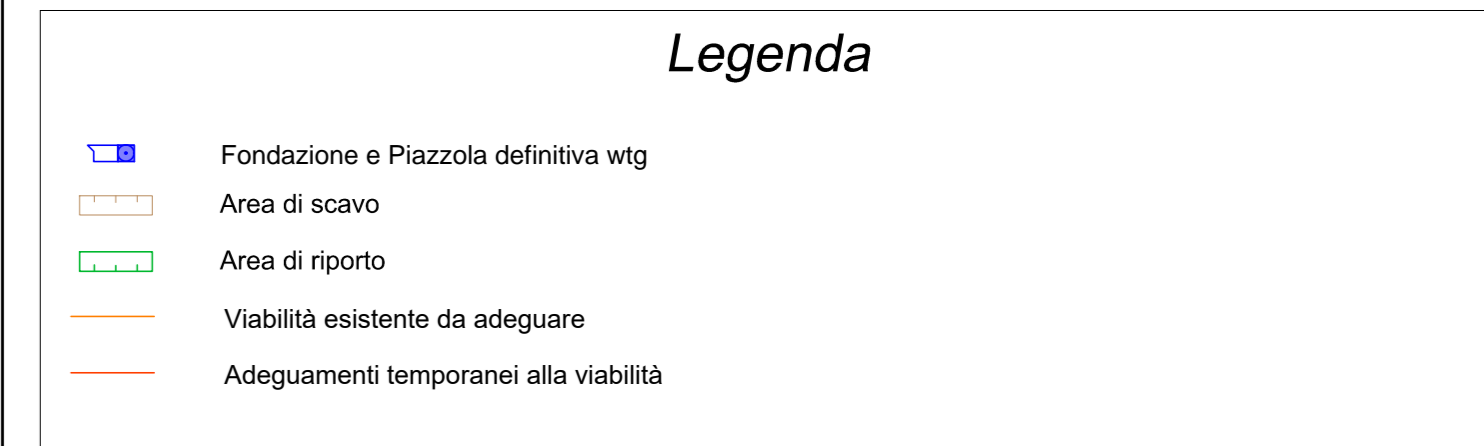 Legenda
Fondazione e Piazzola definitiva wtg
Area di scavo
Area di riporto
Viabilità esistente da adeguare
Adeguamenti temporanei alla viabilità